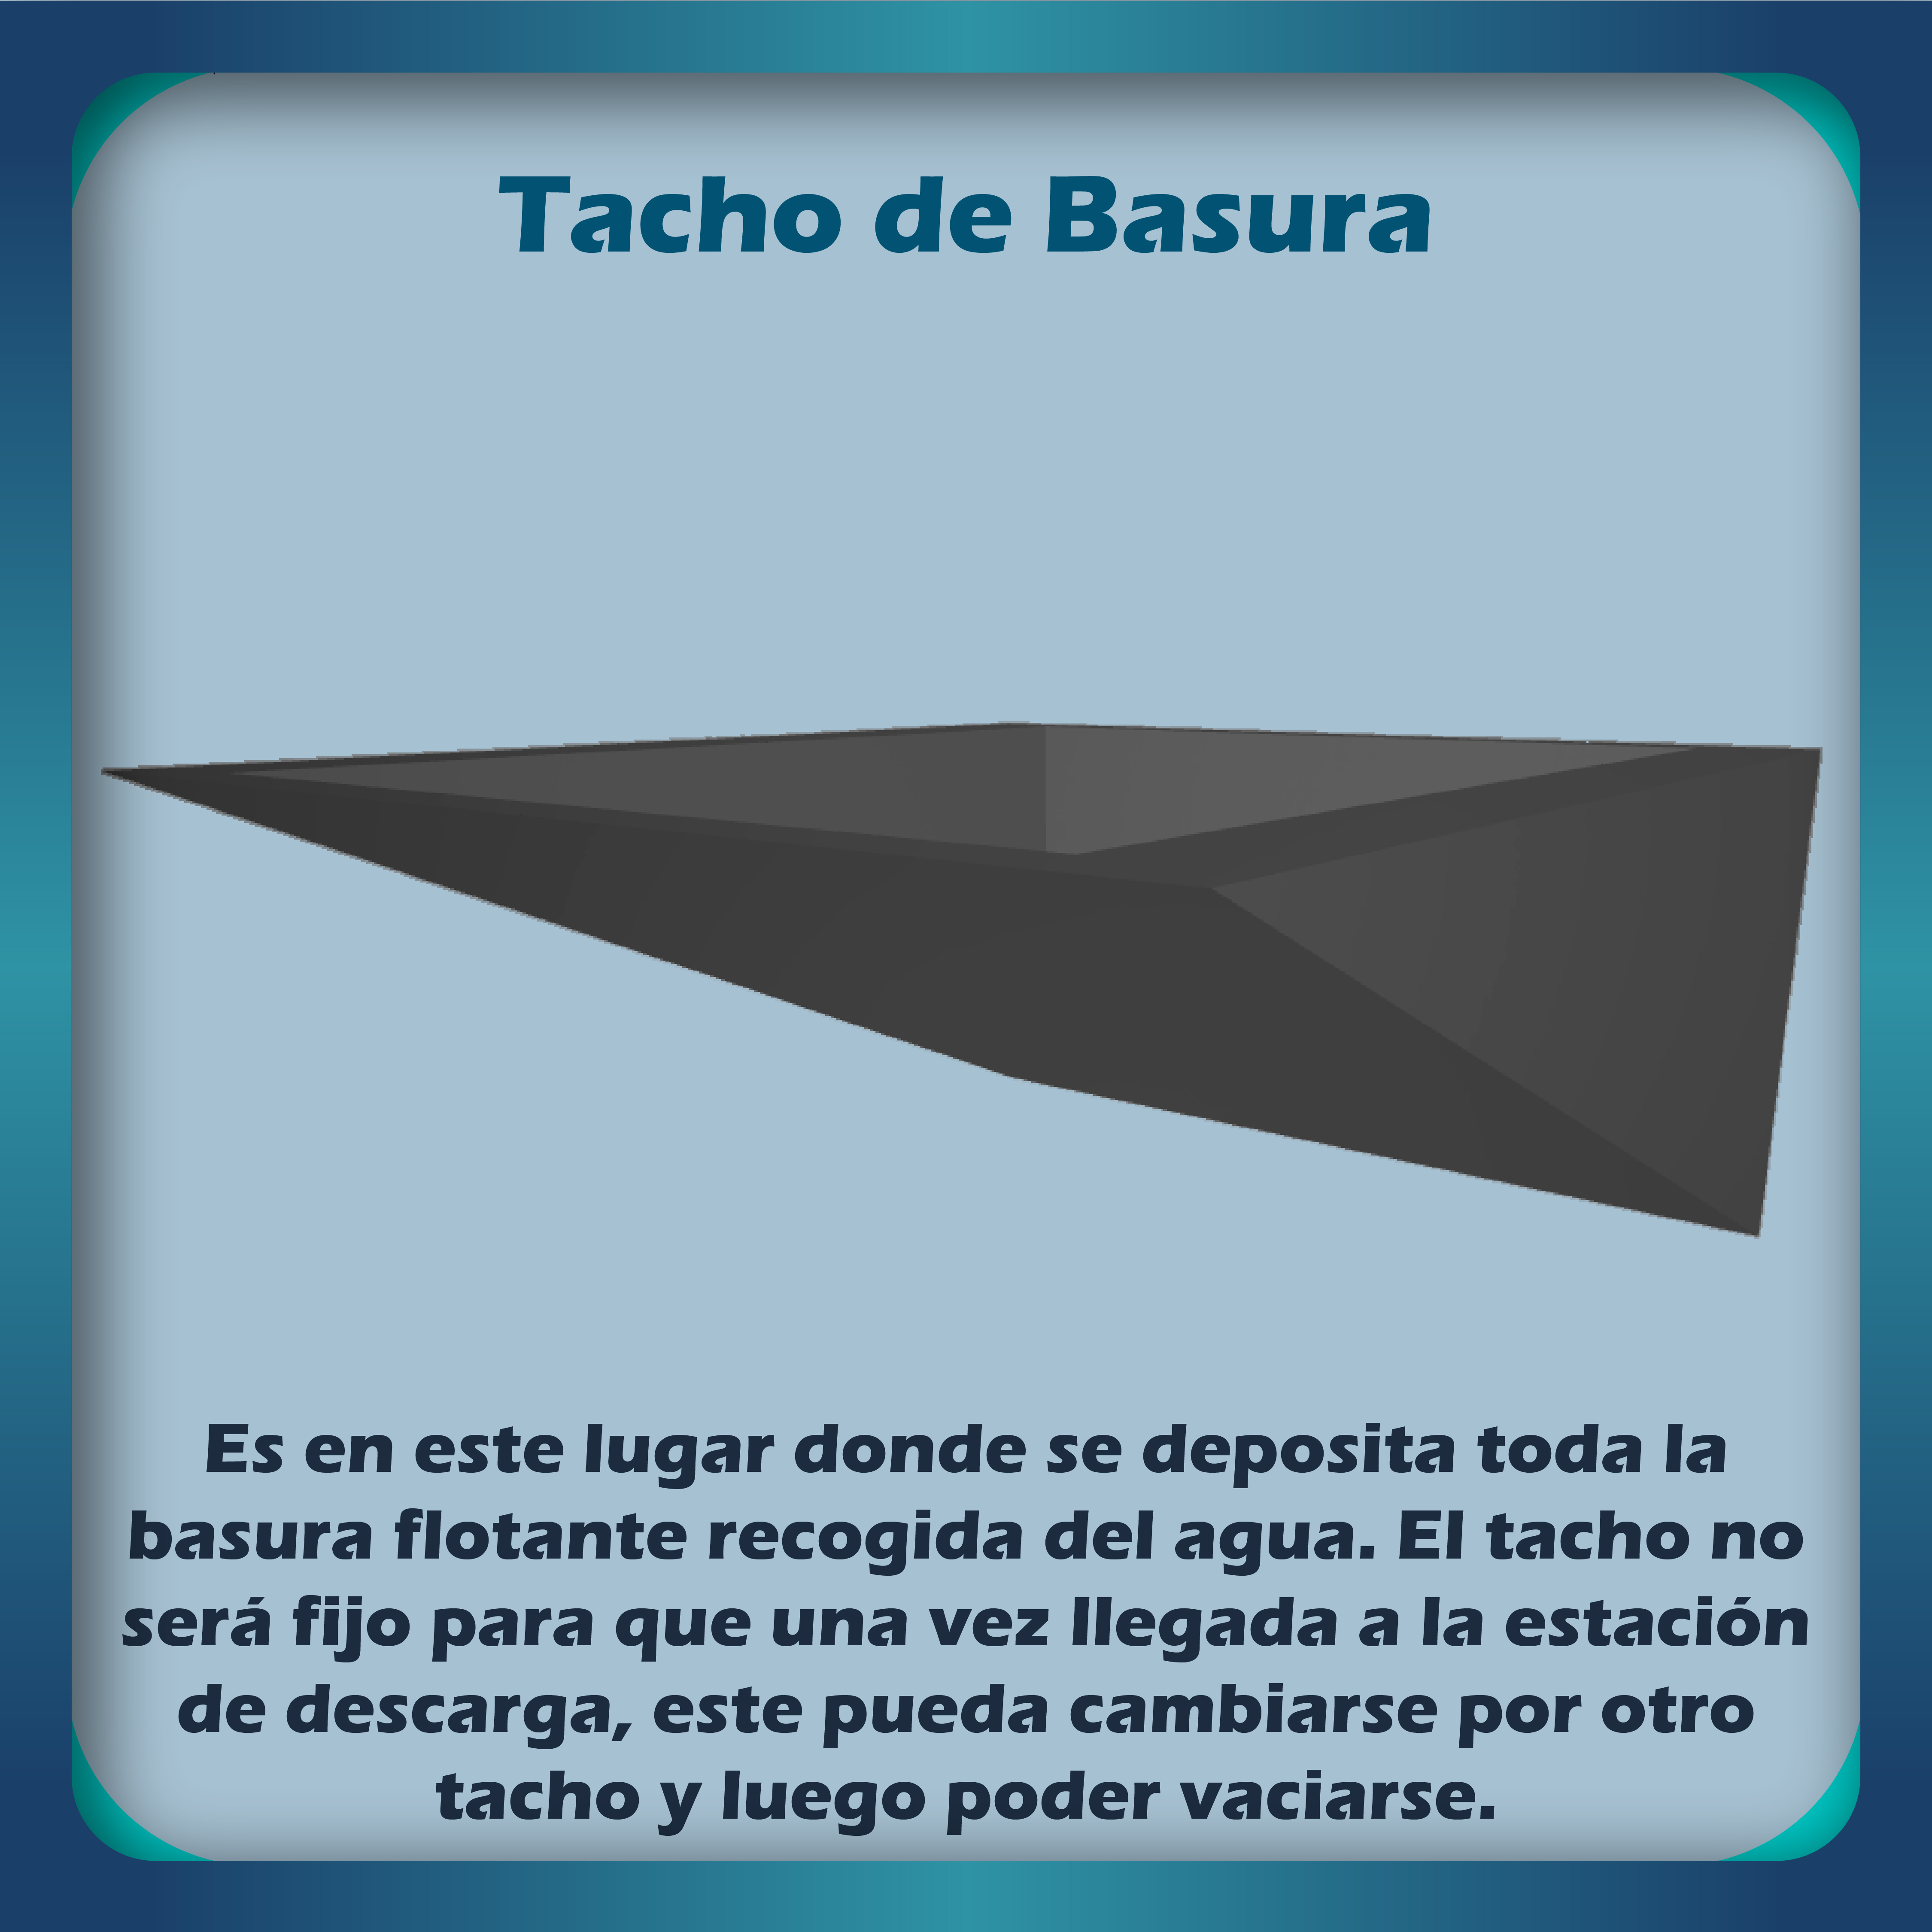 Tacho de Basura
Es en este lugar donde se deposita toda la
basura flotante recogida del agua. El tacho no
será fijo para que una vez llegada a la estación
de descarga, este pueda cambiarse por otro
tacho y luego poder vaciarse.